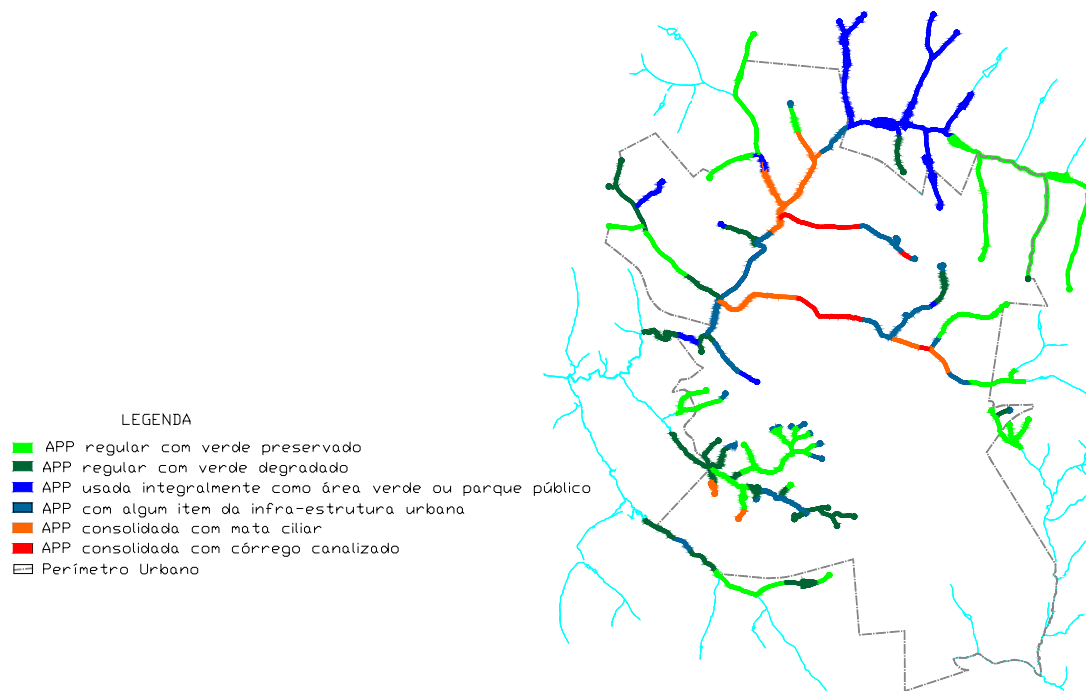 LEGENDA
APP regular com verde preservado
APP regular com verde degradado
APP usada integralmente como área verde ou parque público
APP com algum item da infra-estrutura urbana
APP consolidada com mata ciliar
APP consolidada com córrego canalizado
Perímetro Urbano